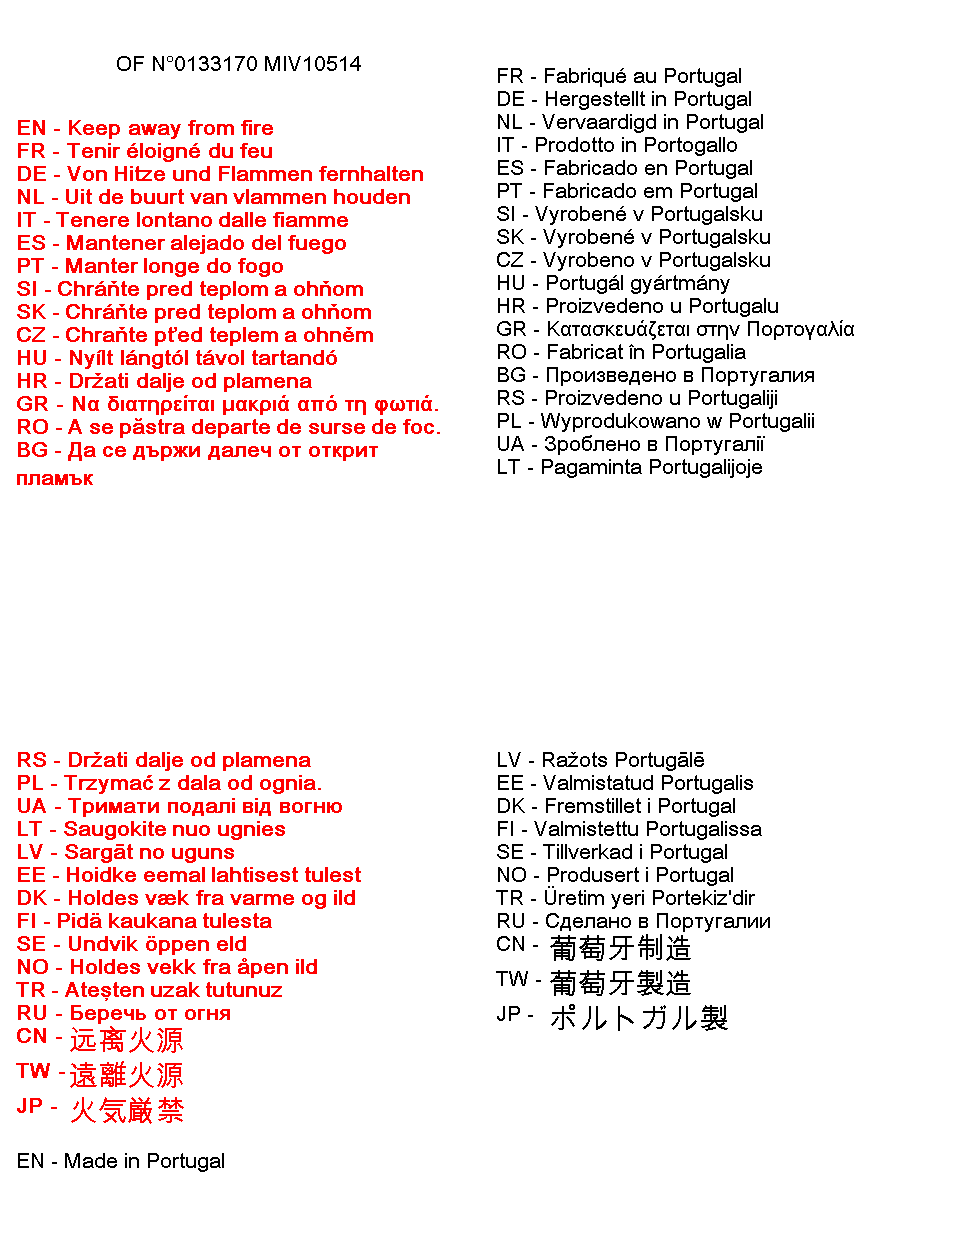 OF N°0133170 MIV10514
EN - Keep away from fire
FR - Tenir éloigné du feu
DE - Von Hitze und Flammen fernhalten
NL - Uit de buurt van vlammen houden
IT - Tenere lontano dalle fiamme
ES - Mantener alejado del fuego
PT - Manter longe do fogo
SI - Chráňte pred teplom a ohňom
SK - Chráňte pred teplom a ohňom
CZ - Chraňte pťed teplem a ohněm
HU - Nyílt lángtól távol tartandó
HR - Držati dalje od plamena
GR - Να διατηρείται μακριά από τη φωτιά.
RO - A se păstra departe de surse de foc.
BG - Да се държи далеч от открит
пламък
FR - Fabriqué au Portugal
DE - Hergestellt in Portugal
NL - Vervaardigd in Portugal
IT - Prodotto in Portogallo
ES - Fabricado en Portugal
PT - Fabricado em Portugal
SI - Vyrobené v Portugalsku
SK - Vyrobené v Portugalsku
CZ - Vyrobeno v Portugalsku
HU - Portugál gyártmány
HR - Proizvedeno u Portugalu
GR - Κατασκευάζεται στην Πορτογαλία
RO - Fabricat în Portugalia
BG - Произведено в Португалия
RS - Proizvedeno u Portugaliji
PL - Wyprodukowano w Portugalii
UA - Зроблено в Португалії
LT - Pagaminta Portugalijoje
RS - Držati dalje od plamena
PL - Trzymać z dala od ognia.
UA - Тримати подалі від вогню
LT - Saugokite nuo ugnies
LV - Sargāt no uguns
EE - Hoidke eemal lahtisest tulest
DK - Holdes væk fra varme og ild
FI - Pidä kaukana tulesta
SE - Undvik öppen eld
NO - Holdes vekk fra åpen ild
TR - Ateşten uzak tutunuz
RU - Беречь от огня
CN - 远离火源
TW - 遠離火源
JP - 火気厳禁
EN - Made in Portugal
LV - Ražots Portugālē
EE - Valmistatud Portugalis
DK - Fremstillet i Portugal
FI - Valmistettu Portugalissa
SE - Tillverkad i Portugal
NO - Produsert i Portugal
TR - Üretim yeri Portekiz'dir
RU - Сделано в Португалии
CN - 葡萄牙制造
TW - 葡萄牙製造
JP - ポルトガル製